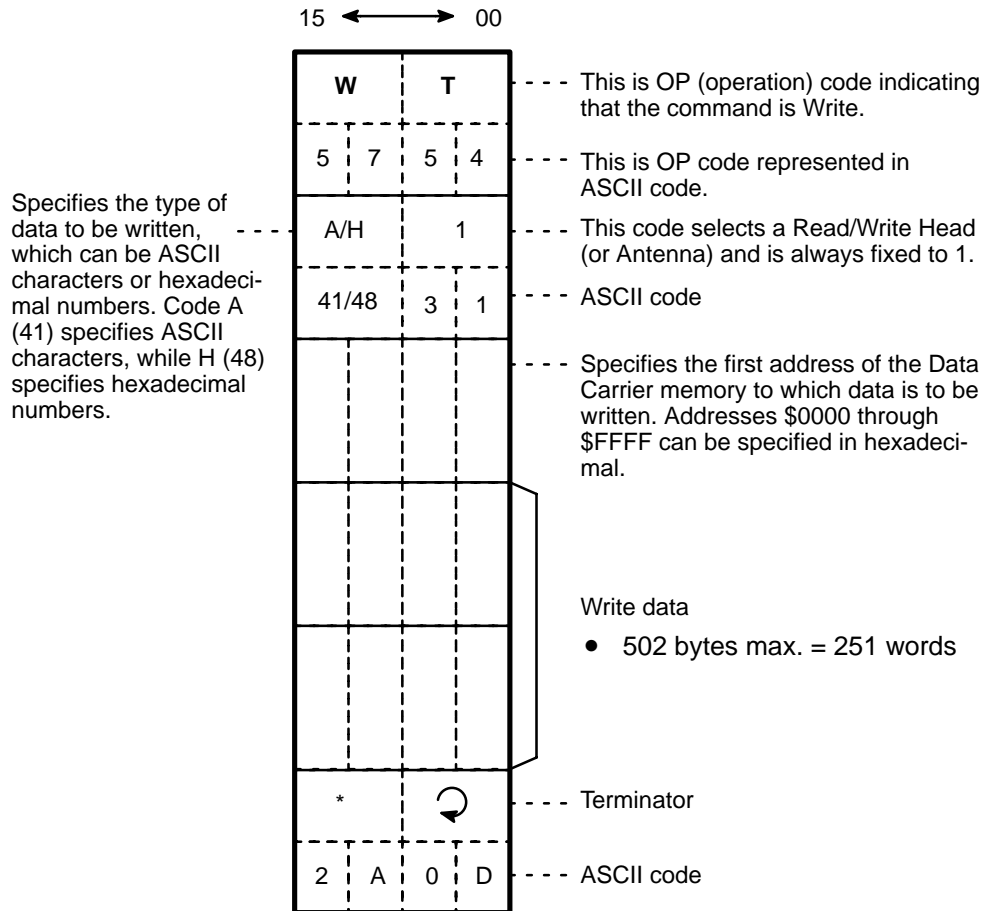 15 ⟷ 00
W T
This is OP (operation) code indicating
that the command is Write.
5 7 5 4
This is OP code represented in
ASCII code.
Specifies the type of
data to be written,
which can be ASCII
characters or hexadeci-
mal numbers. Code A
(41) specifies ASCII
characters, while H (48)
specifies hexadecimal
numbers.
A/H 1
This code selects a Read/Write Head
(or Antenna) and is always fixed to 1.
41/48 3 1
ASCII code
Specifies the first address of the Data
Carrier memory to which data is to be
written. Addresses $0000 through
$FFFF can be specified in hexadeci-
mal.
Write data
• 502 bytes max. = 251 words
*
Terminator
2 A 0 D
ASCII code